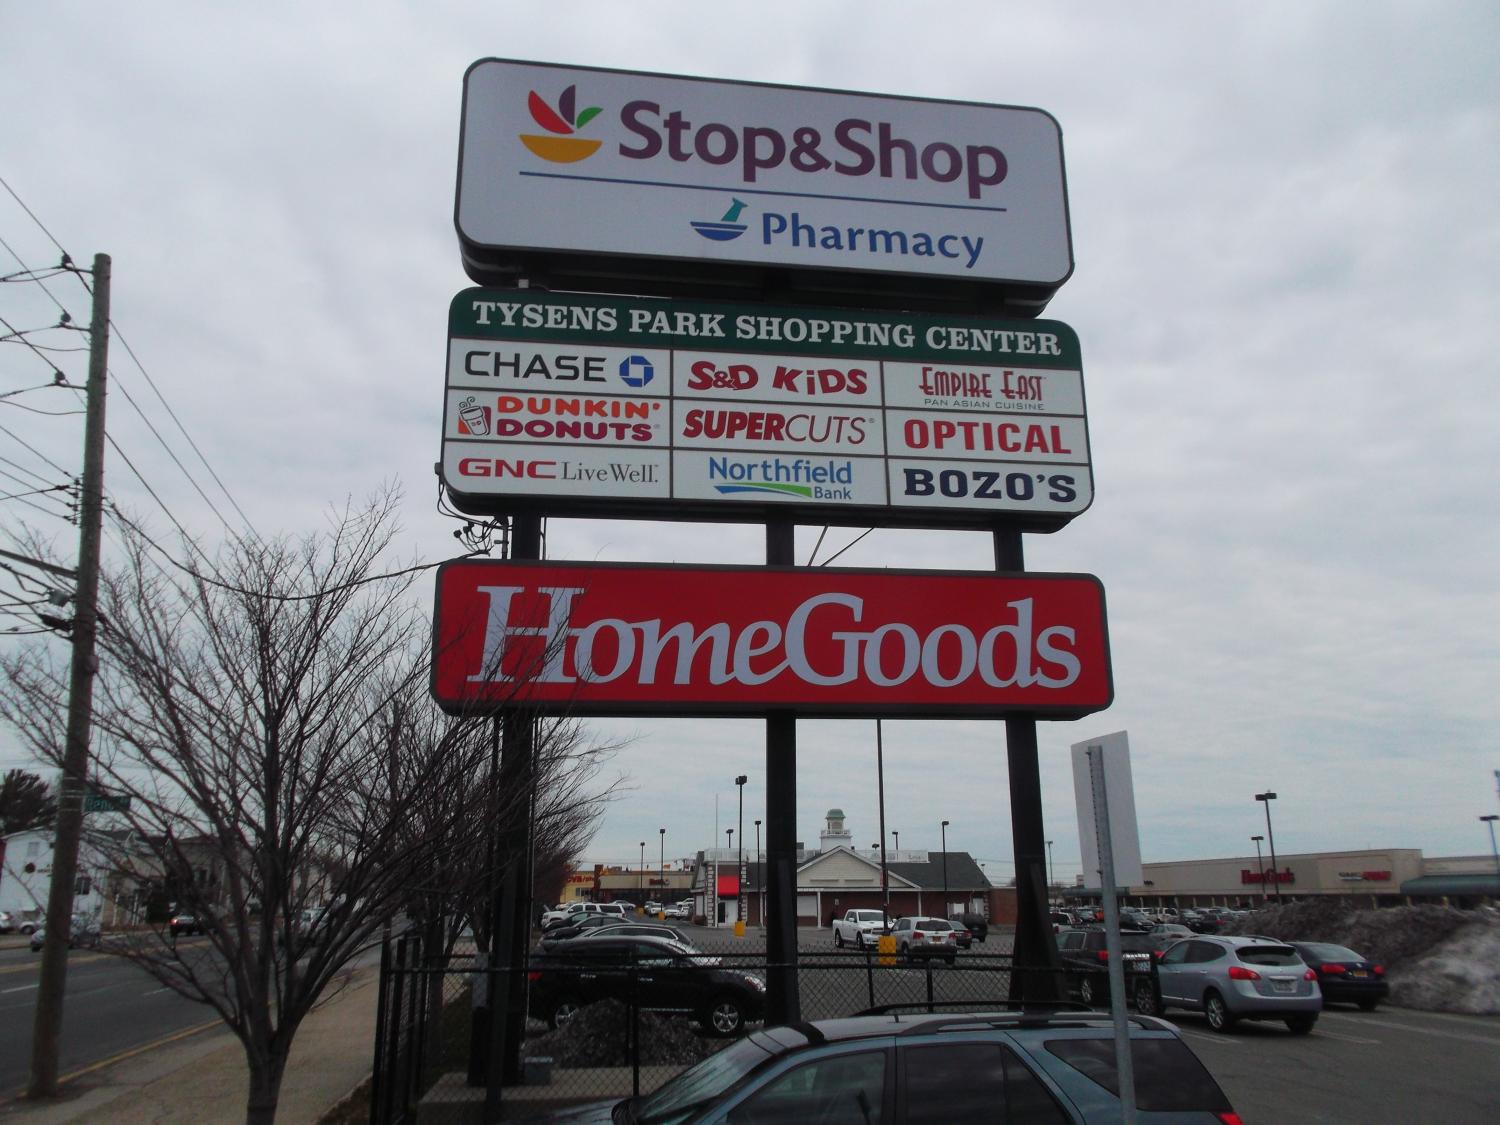 Stop&Shop
Pharmacy
TYSENS PARK SHOPPING CENTER
CHASE
S&D KiDS
EMPIRE EAST
PAN ASIAN CUISINE
DUNKIN'
DONUTS
SUPERCUTS
OPTICAL
GNC LiveWell.
Northfield
Bank
BOZO'S
HomeGoods
HomeGoods